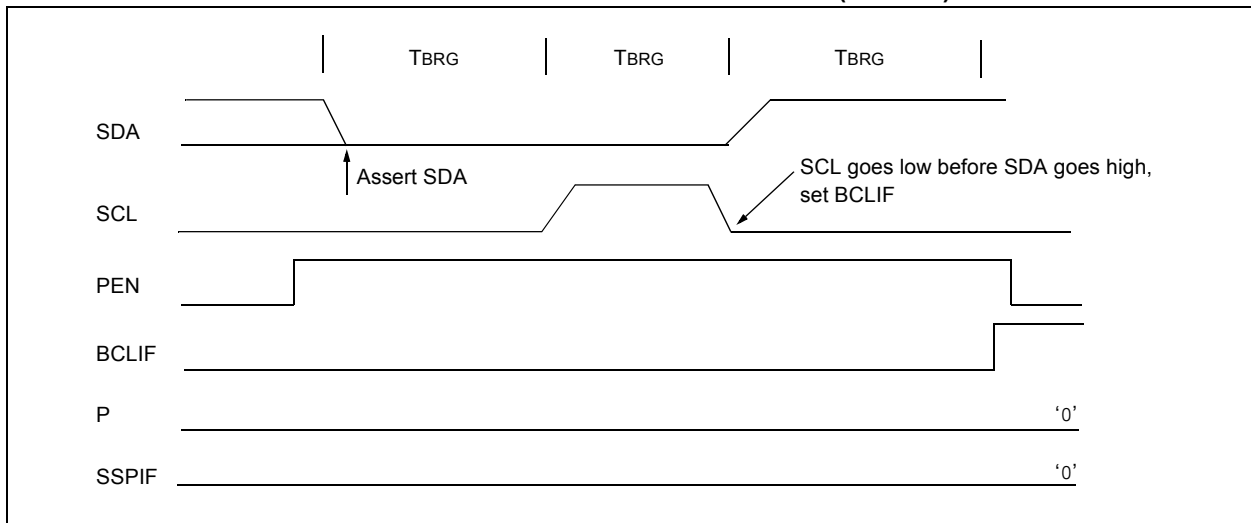 TBRG TBRG TBRG
SDA
Assert SDA
SCL goes low before SDA goes high,
set BCLIF
SCL
PEN
BCLIF
P ‘0’
SSPIF ‘0’